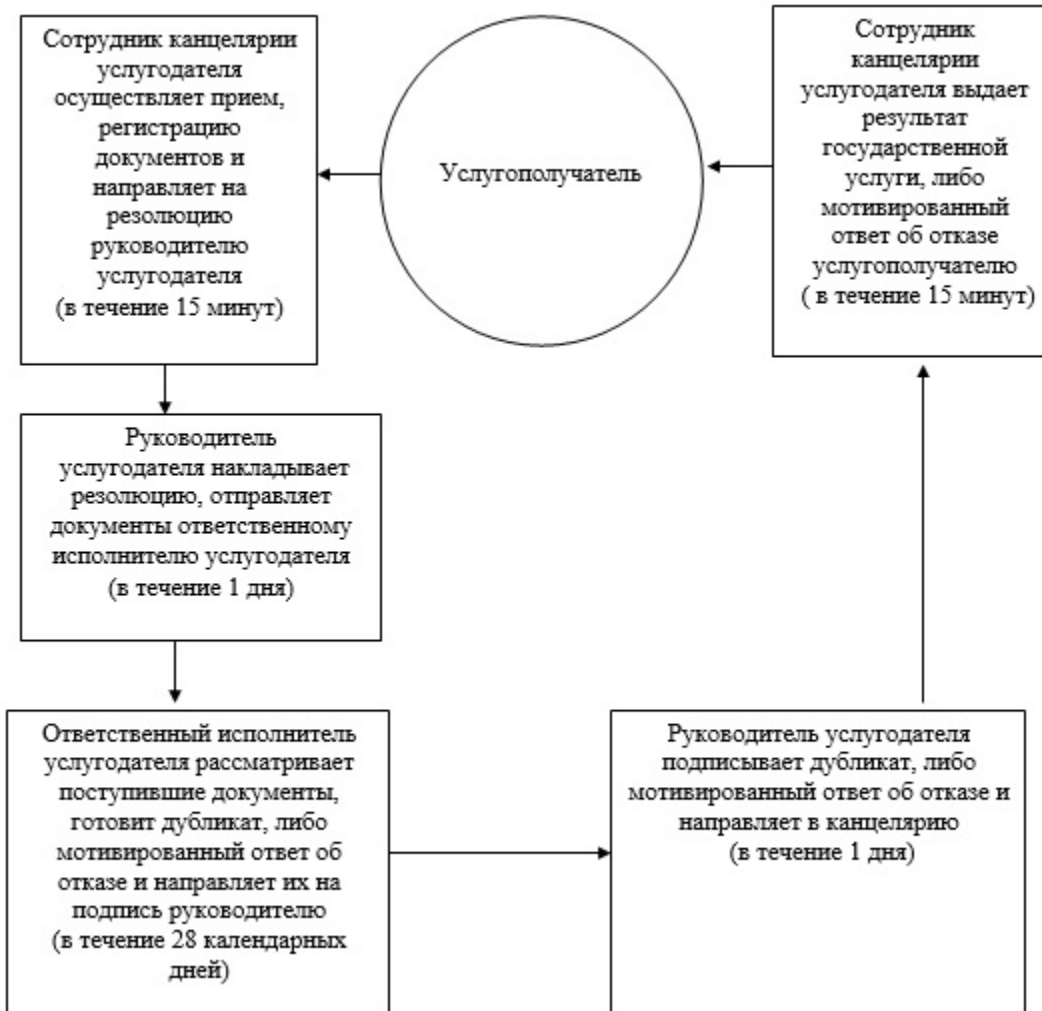 Сотрудник канцелярии
услугодателя
осуществляет прием,
регистрацию
документов и
направляет на
резолюцию
руководителю
услугодателя
(в течение 15 минут)
Услугополучатель
Сотрудник
канцелярии
услугодателя выдает
результат
государственной
услуги, либо
мотивированный
ответ об отказе
услугополучателю
( в течение 15 минут)
Руководитель
услугодателя накладывает
резолюцию, отправляет
документы ответственному
исполнителю услугодателя
(в течение 1 дня)
Ответственный исполнитель
услугодателя рассматривает
поступившие документы,
готовит дубликат, либо
мотивированный ответ об
отказе и направляет их на
подпись руководителю
(в течение 28 календарных
дней)
Руководитель услугодателя
подписывает дубликат, либо
мотивированный ответ об отказе и
направляет в канцелярию
(в течение 1 дня)